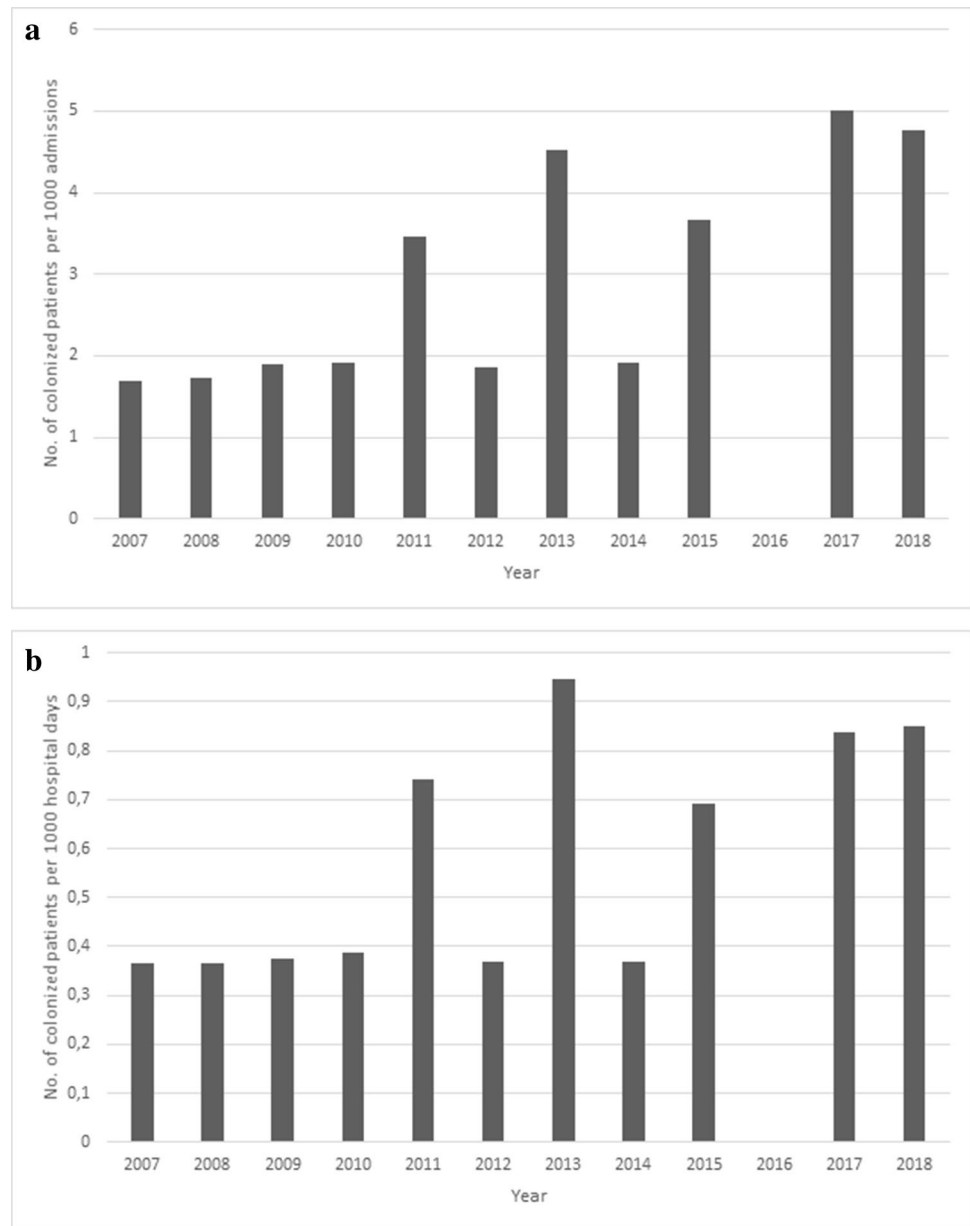 a
No. of colonized patients per 1000 admissions
6
5
4
3
2
1
0
2007 2008 2009 2010 2011 2012 2013 2014 2015 2016 2017 2018
Year
b
No. of colonized patients per 1000 hospital days
1
0,9
0,8
0,7
0,6
0,5
0,4
0,3
0,2
0,1
0
2007 2008 2009 2010 2011 2012 2013 2014 2015 2016 2017 2018
Year